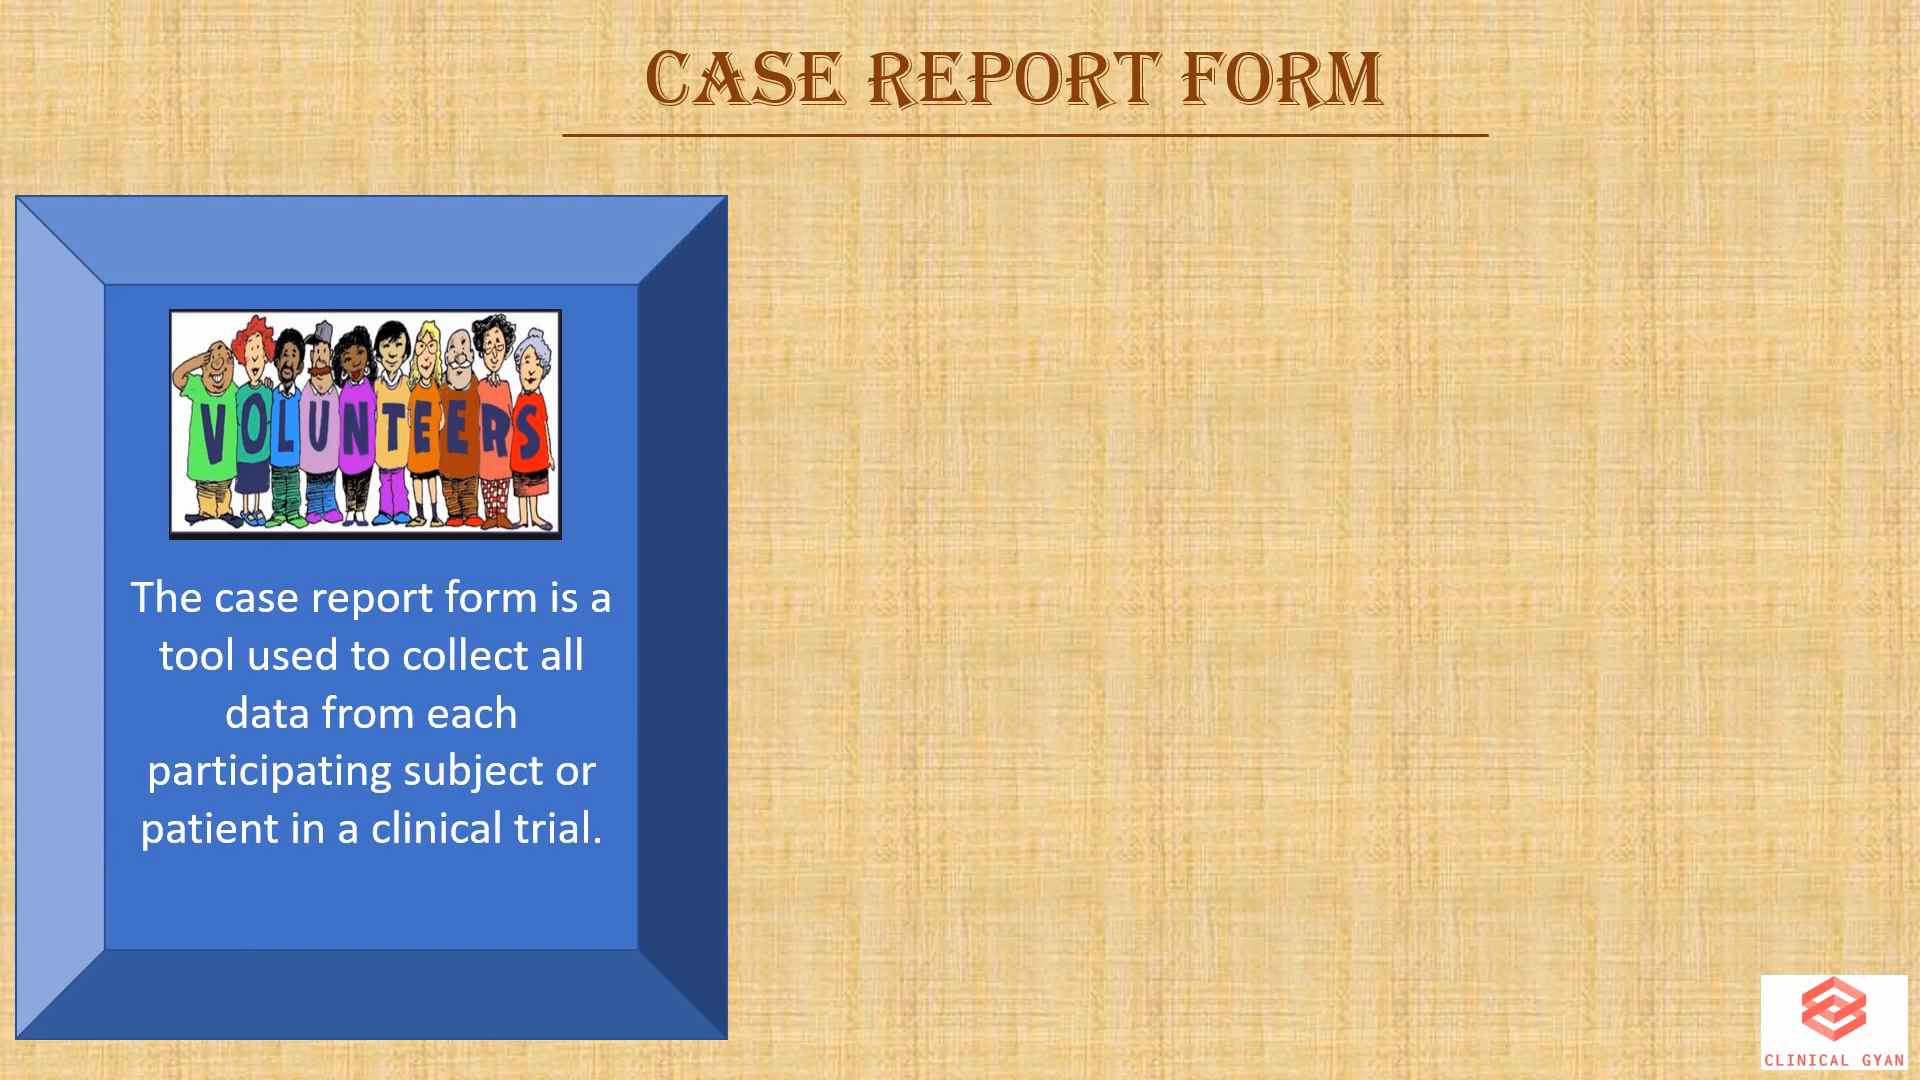 CASE REPORT FORM
VOLUNTEERS
The case report form is a
tool used to collect all
data from each
participating subject or
patient in a clinical trial.
CLINICAL GYAN